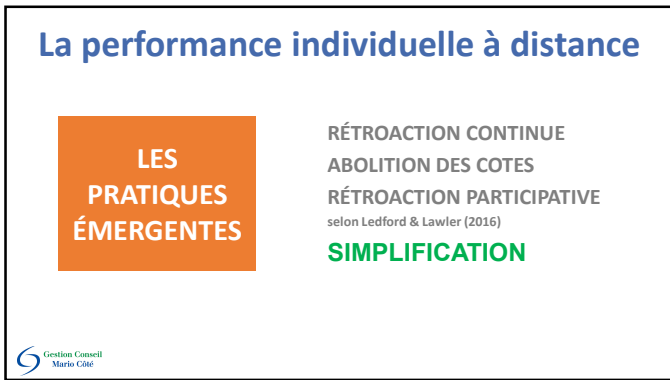 La performance individuelle à distance
LES
PRATIQUES
ÉMERGENTES
RÉTROACTION CONTINUE
ABOLITION DES COTES
RÉTROACTION PARTICIPATIVE
selon Ledford & Lawler (2016)
SIMPLIFICATION
Gestion Conseil
Mario Côté